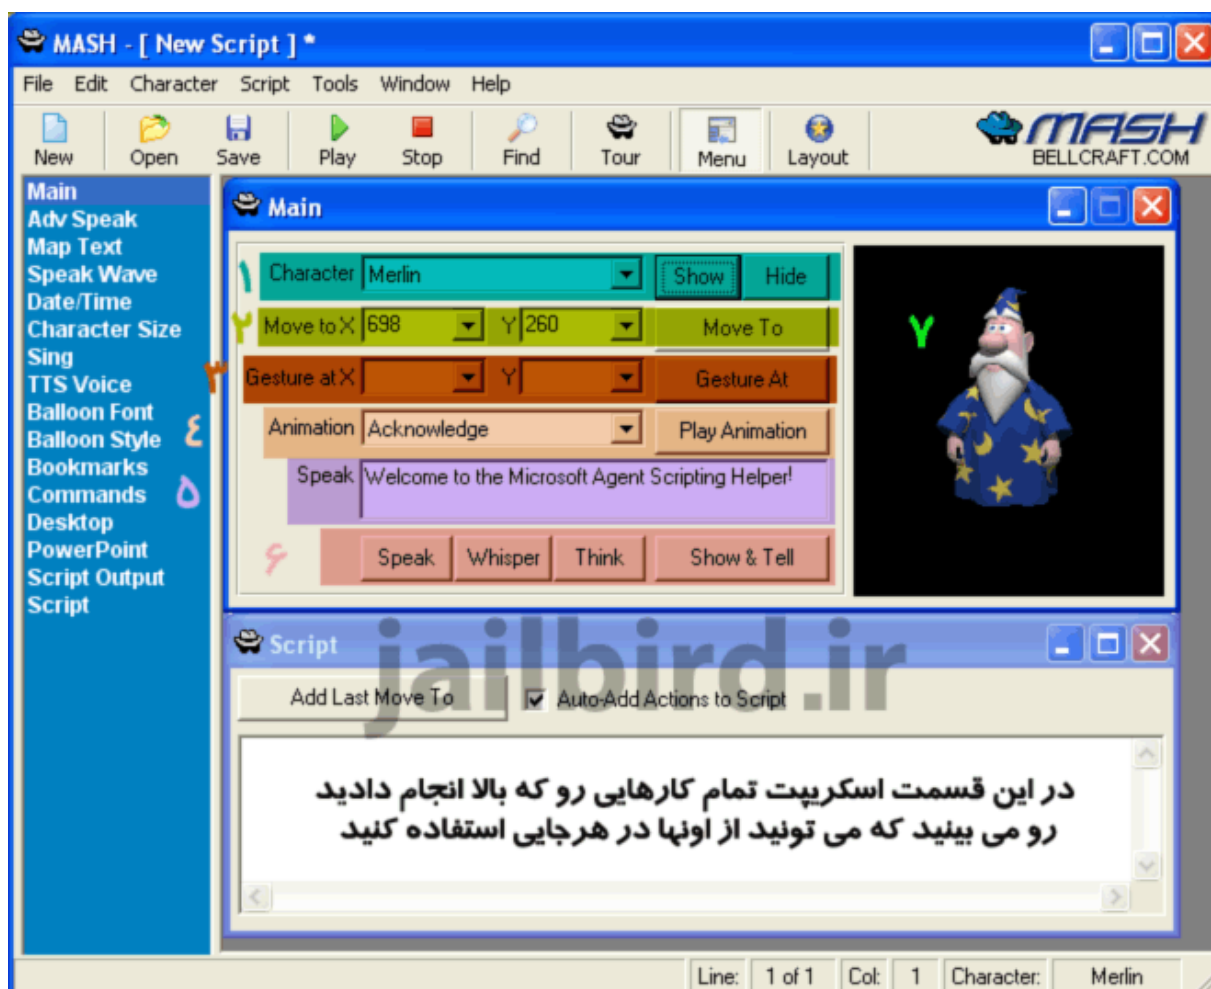 MASH - [ New Script ] *
File Edit Character Script Tools Window Help
New Open Save Play Stop Find Tour Menu Layout
MASH
BELLCRAFT.COM
Main
Adv Speak
Map Text
Speak Wave
Date/Time
Character Size
Sing
TTS Voice
Balloon Font
Balloon Style
Bookmarks
Commands
Desktop
PowerPoint
Script Output
Script
Main
۱ Character Merlin Show Hide
۲ Move to X 698 Y 260 Move To
۳ Gesture at X Y Gesture At
٤ Animation Acknowledge Play Animation
۵ Speak Welcome to the Microsoft Agent Scripting Helper!
۶ Speak Whisper Think Show & Tell
۷
Script
jailbird.ir
Add Last Move To Auto-Add Actions to Script
در این قسمت اسکریپت تمام کارهایی رو که بالا انجام دادید
رو می بینید که می تونید از اونها در هرجایی استفاده کنید
Line: 1 of 1 Col: 1 Character: Merlin